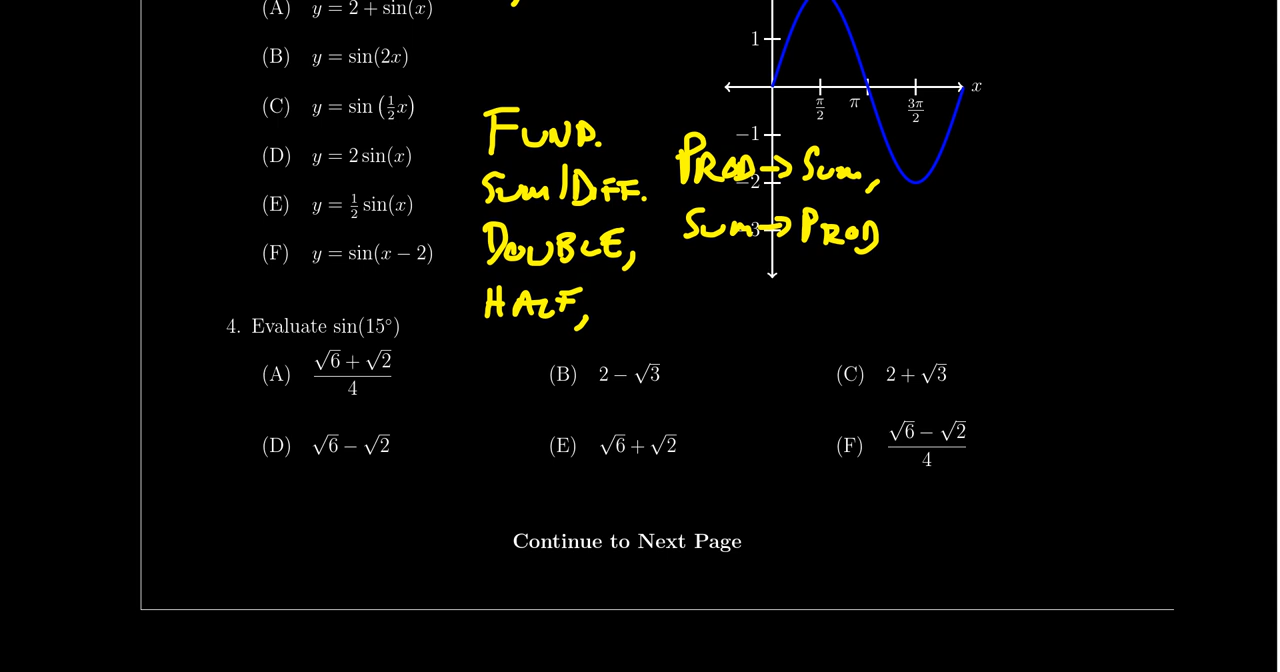 (A) y = 2 + sin(x)
(B) y = sin(2x)
(C) y = sin (1/2 x)
(D) y = 2 sin(x)
(E) y = 1/2 sin(x)
(F) y = sin(x − 2)
1
x
π/2 π 3π/2
−1
−2
FUND.
SUM/DIFF.
DOUBLE,
HALF,
PROD → SUM,
SUM → PROD
4. Evaluate sin(15°)
(A) (√6 + √2)/4 (B) 2 − √3 (C) 2 + √3
(D) √6 − √2 (E) √6 + √2 (F) (√6 − √2)/4
Continue to Next Page